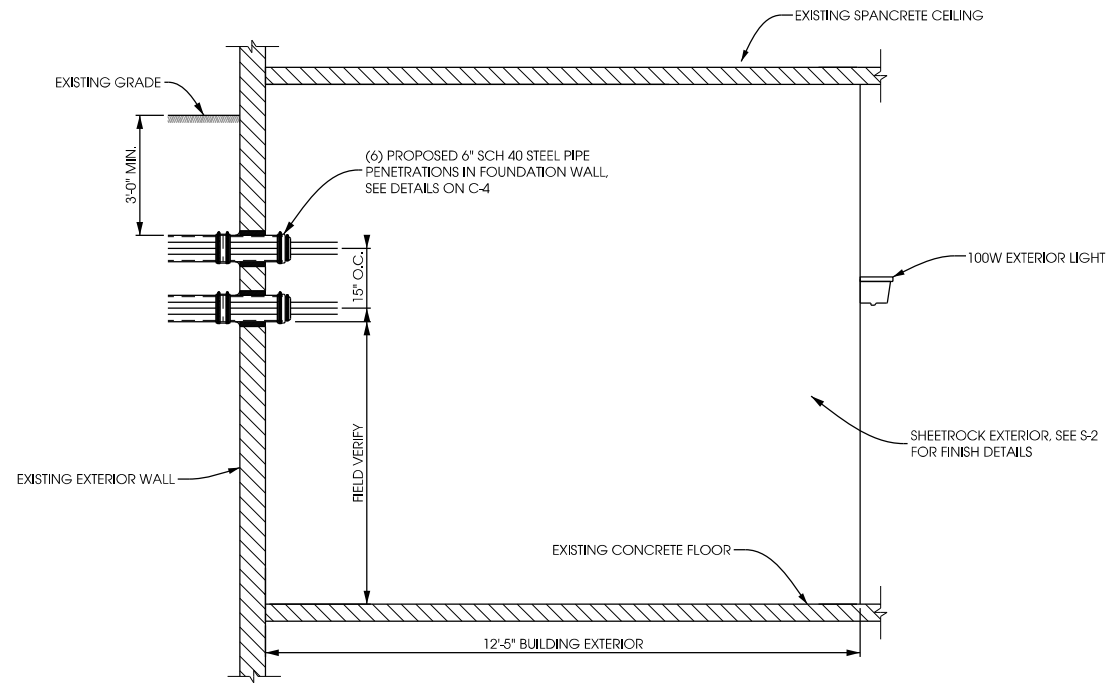 EXISTING SPANCRETE CEILING
EXISTING GRADE
3'-0" MIN.
(6) PROPOSED 6" SCH 40 STEEL PIPE
PENETRATIONS IN FOUNDATION WALL,
SEE DETAILS ON C-4
15" O.C.
100W EXTERIOR LIGHT
FIELD VERIFY
SHEETROCK EXTERIOR, SEE S-2
FOR FINISH DETAILS
EXISTING EXTERIOR WALL
EXISTING CONCRETE FLOOR
12'-5" BUILDING EXTERIOR